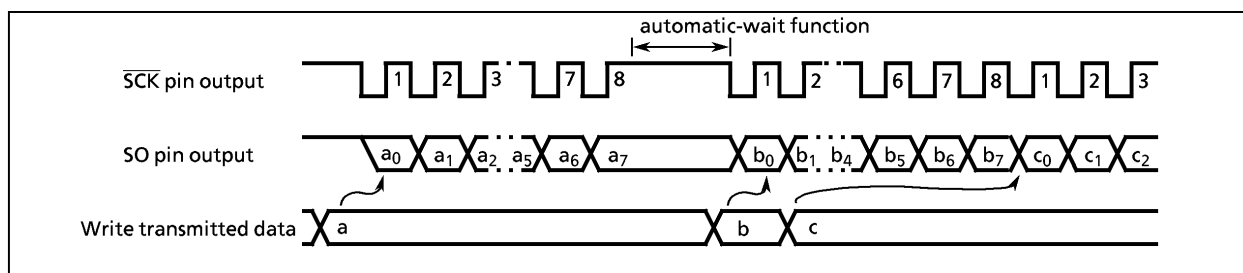 automatic-wait function
SCK pin output 1 2 3 7 8 1 2 6 7 8 1 2 3
SO pin output a0 a1 a2 a5 a6 a7 b0 b1 b4 b5 b6 b7 c0 c1 c2
Write transmitted data a b c